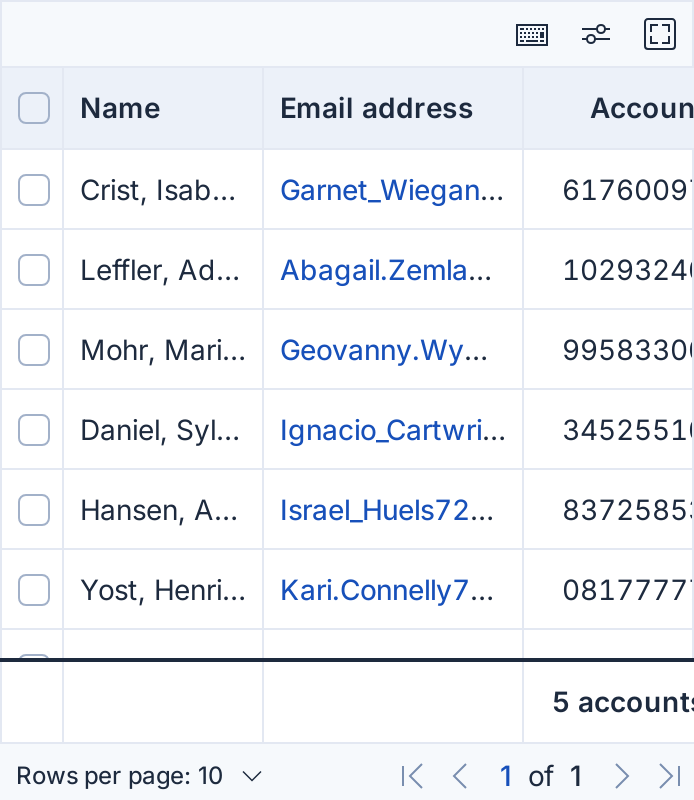 Name Email address Accoun
Crist, Isab... Garnet_Wiegan... 6176009
Leffler, Ad... Abagail.Zemla... 1029324
Mohr, Mari... Geovanny.Wy... 9958330
Daniel, Syl... Ignacio_Cartwri... 3452551
Hansen, A... Israel_Huels72... 8372585
Yost, Henri... Kari.Connelly7... 0817777
5 accounts
Rows per page: 10 1 of 1